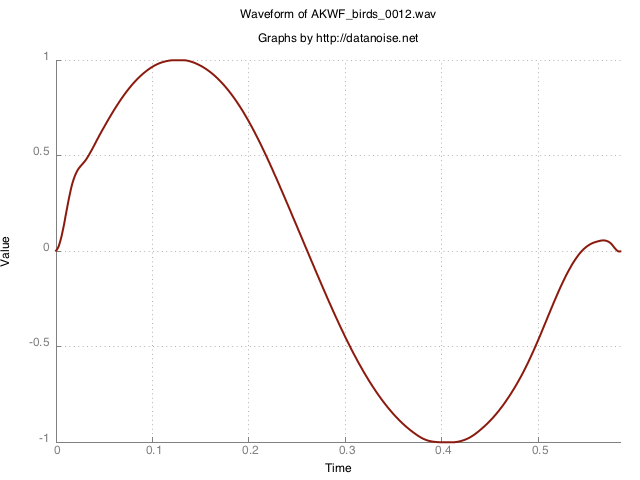 Waveform of AKWF_birds_0012.wav
Graphs by http://datanoise.net
1
0.5
0
-0.5
-1
Value
0 0.1 0.2 0.3 0.4 0.5
Time